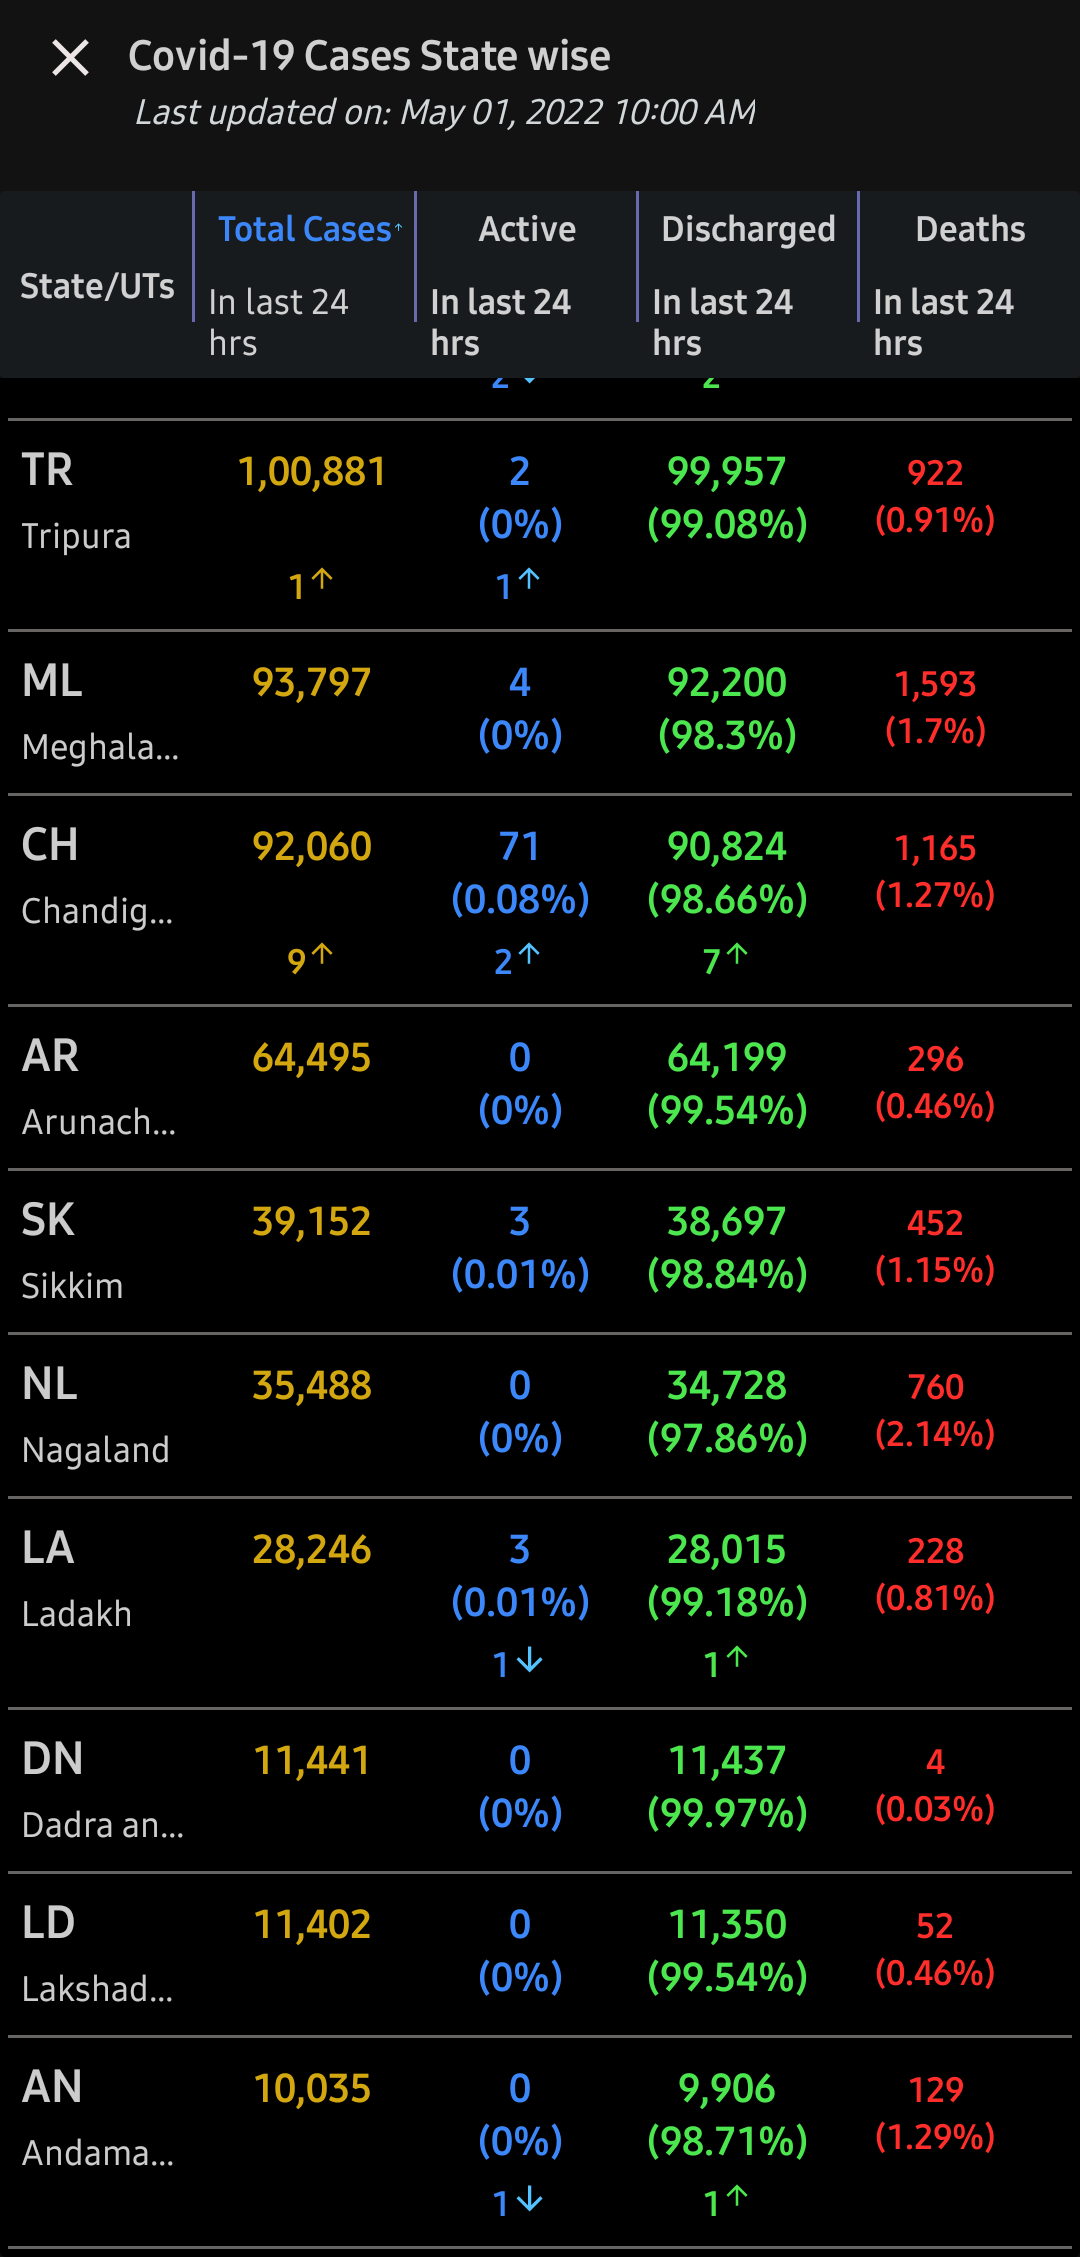 Covid-19 Cases State wise
Last updated on: May 01, 2022 10:00 AM
State/UTs Total Cases↑ Active Discharged Deaths
In last 24 hrs In last 24 hrs In last 24 hrs In last 24 hrs
2↓ 2
TR 1,00,881 2 99,957 922
Tripura (0%) (99.08%) (0.91%)
1↑ 1↑
ML 93,797 4 92,200 1,593
Meghala... (0%) (98.3%) (1.7%)
CH 92,060 71 90,824 1,165
Chandig... (0.08%) (98.66%) (1.27%)
9↑ 2↑ 7↑
AR 64,495 0 64,199 296
Arunach... (0%) (99.54%) (0.46%)
SK 39,152 3 38,697 452
Sikkim (0.01%) (98.84%) (1.15%)
NL 35,488 0 34,728 760
Nagaland (0%) (97.86%) (2.14%)
LA 28,246 3 28,015 228
Ladakh (0.01%) (99.18%) (0.81%)
1↓ 1↑
DN 11,441 0 11,437 4
Dadra an... (0%) (99.97%) (0.03%)
LD 11,402 0 11,350 52
Lakshad... (0%) (99.54%) (0.46%)
AN 10,035 0 9,906 129
Andama... (0%) (98.71%) (1.29%)
1↓ 1↑